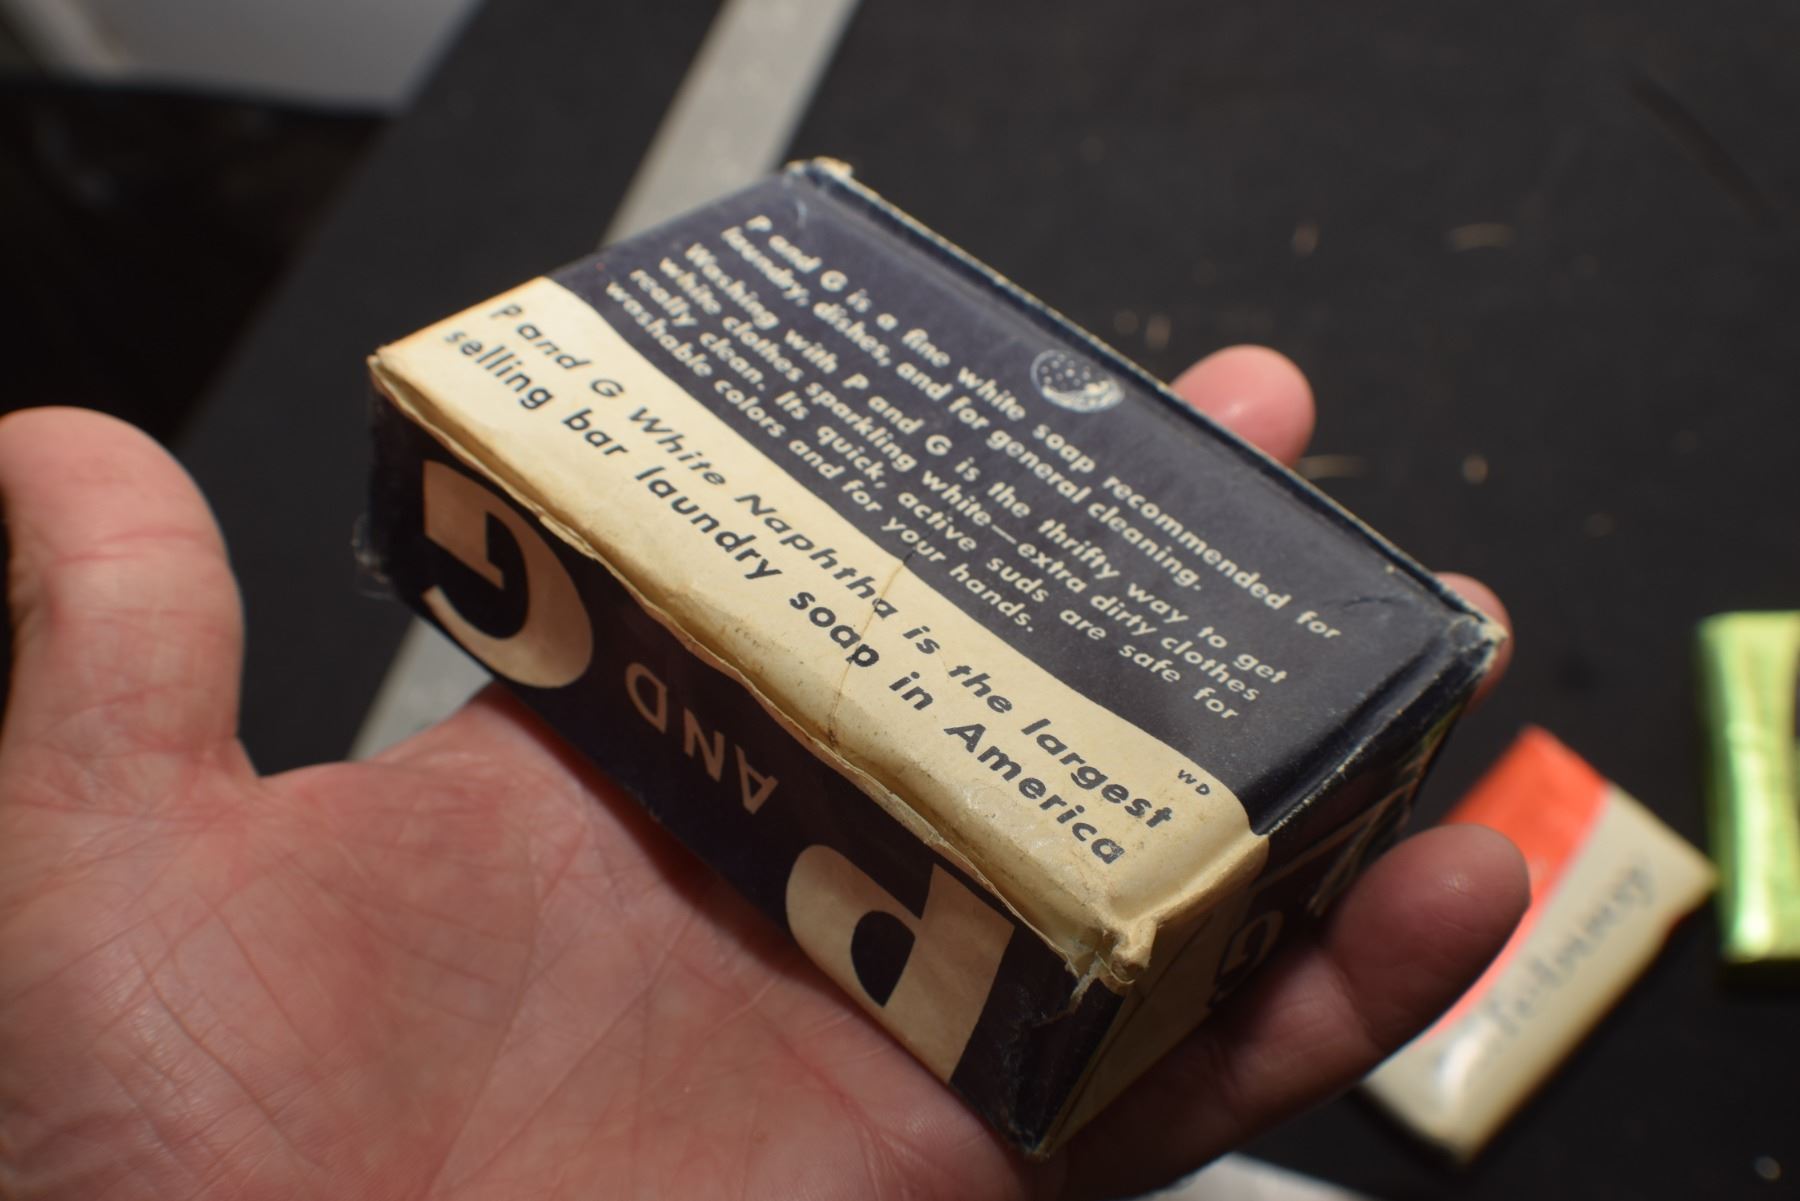 P and G is a fine white soap recommended for
laundry, dishes, and for general cleaning.
Washing with P and G is the thrifty way to get
white clothes sparkling white—extra dirty clothes
really clean. Its quick, active suds are safe for
washable colors and for your hands.
WD
P and G White Naphtha is the largest
selling bar laundry soap in America
P AND G
G